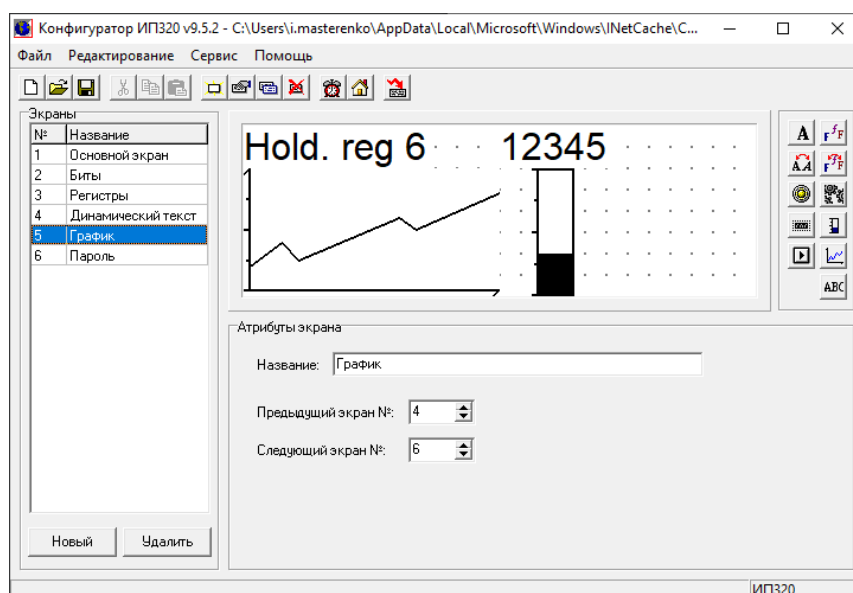 Конфигуратор ИП320 v9.5.2 - C:\Users\i.masterenko\AppData\Local\Microsoft\Windows\INetCache\C...
Файл Редактирование Сервис Помощь
Экраны
№ Название
1 Основной экран
2 Биты
3 Регистры
4 Динамический текст
5 График
6 Пароль
Новый Удалить
Hold. reg 6 12345
Атрибуты экрана
Название: График
Предыдущий экран №: 4
Следующий экран №: 6
A FfF
AA F??F
ABC
ИП320